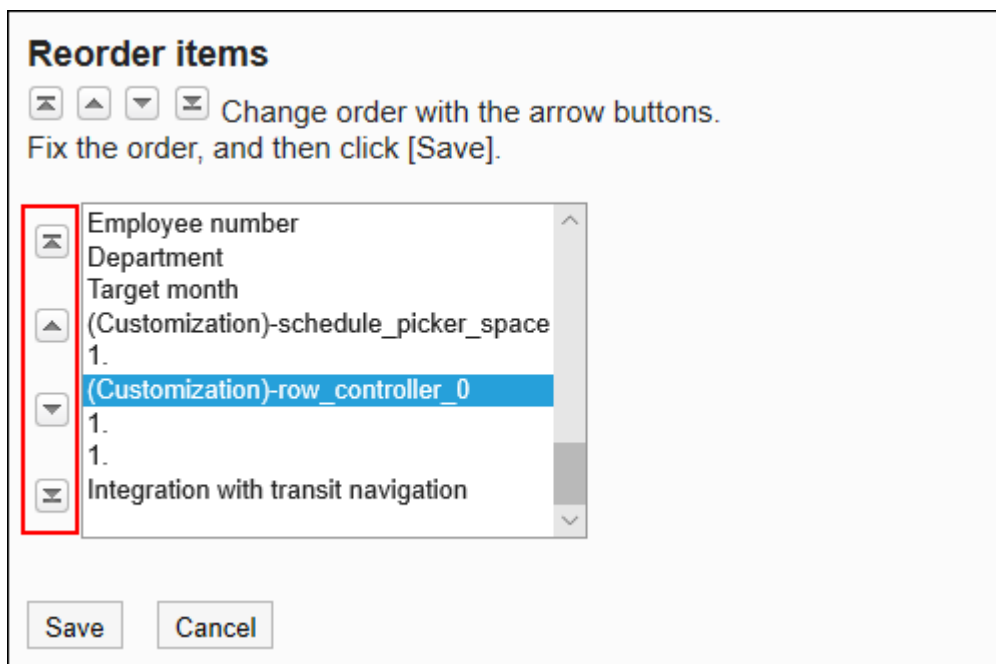 Reorder items
Change order with the arrow buttons.
Fix the order, and then click [Save].
Employee number
Department
Target month
(Customization)-schedule_picker_space
1.
(Customization)-row_controller_0
1.
1.
Integration with transit navigation
Save
Cancel